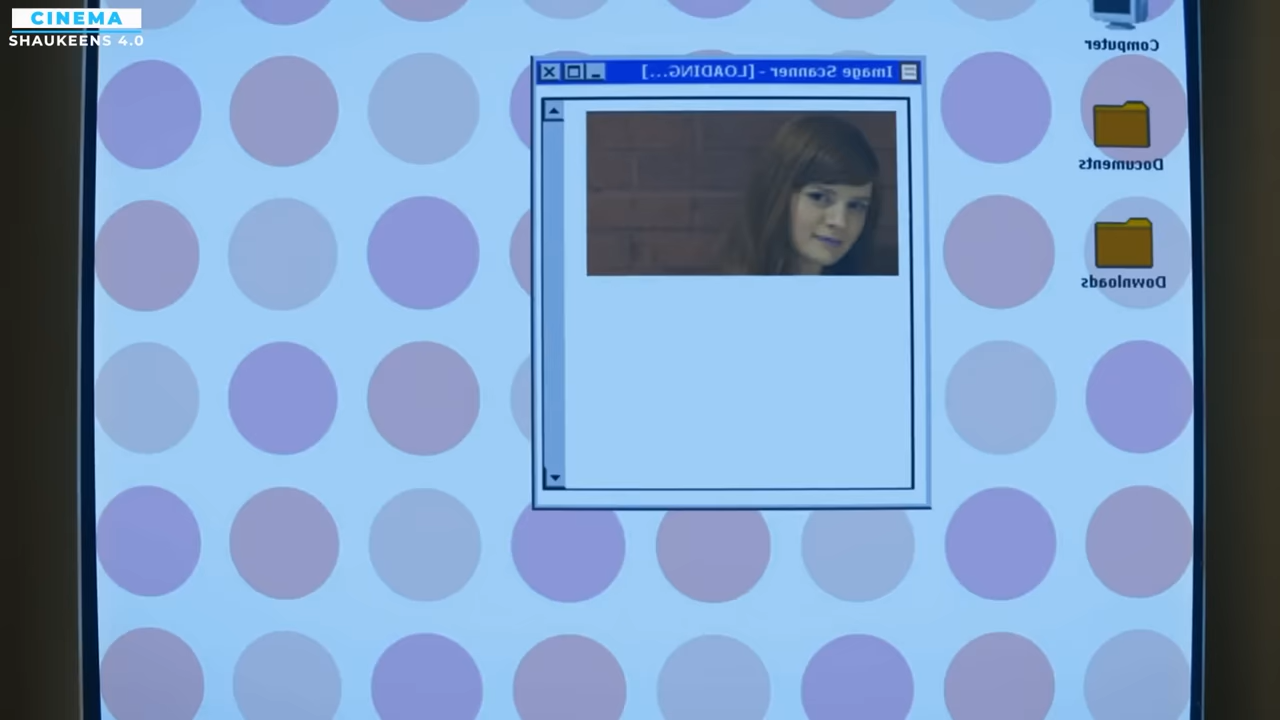 CINEMA
SHAUKEENS 4.0
Computer
Image Scanner - [LOADING...]
Documents
Downloads